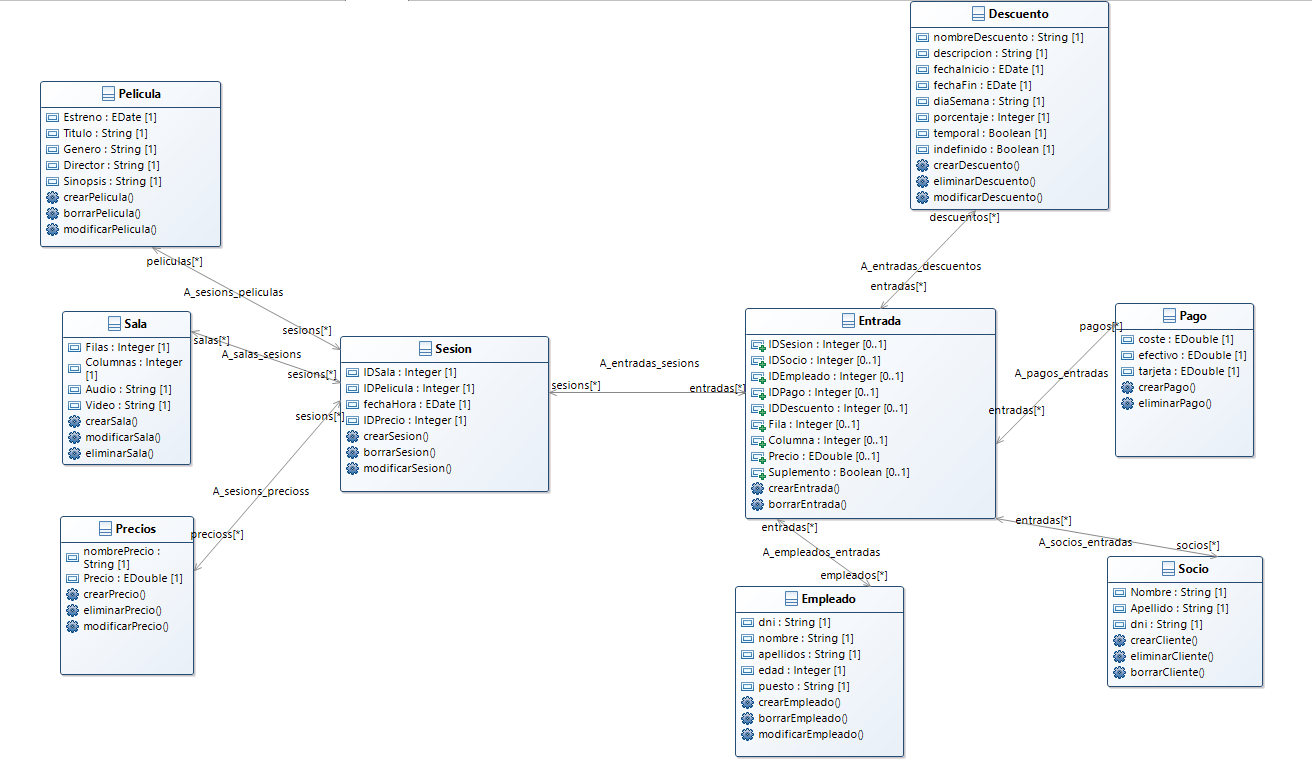 Descuento
nombreDescuento : String [1]
descripcion : String [1]
fechaInicio : EDate [1]
fechaFin : EDate [1]
diaSemana : String [1]
porcentaje : Integer [1]
temporal : Boolean [1]
indefinido : Boolean [1]
crearDescuento()
eliminarDescuento()
modificarDescuento()
descuentos[*]
A_entradas_descuentos
entradas[*]
Pelicula
Estreno : EDate [1]
Titulo : String [1]
Genero : String [1]
Director : String [1]
Sinopsis : String [1]
crearPelicula()
borrarPelicula()
modificarPelicula()
peliculas[*]
A_sesions_peliculas
sesions[*]
Sala
Filas : Integer [1]
Columnas : Integer
[1]
Audio : String [1]
Video : String [1]
crearSala()
modificarSala()
eliminarSala()
salas[*]
A_salas_sesions
sesions[*]
Sesion
IDSala : Integer [1]
IDPelicula : Integer [1]
fechaHora : EDate [1]
IDPrecio : Integer [1]
crearSesion()
borrarSesion()
modificarSesion()
sesions[*]
A_sesions_precioss
precioss[*]
A_entradas_sesions
sesions[*]
entradas[*]
Entrada
IDSesion : Integer [0..1]
IDSocio : Integer [0..1]
IDEmpleado : Integer [0..1]
IDPago : Integer [0..1]
IDDescuento : Integer [0..1]
Fila : Integer [0..1]
Columna : Integer [0..1]
Precio : EDouble [0..1]
Suplemento : Boolean [0..1]
crearEntrada()
borrarEntrada()
Pago
coste : EDouble [1]
efectivo : EDouble [1]
tarjeta : EDouble [1]
crearPago()
eliminarPago()
pagos[*]
A_pagos_entradas
entradas[*]
Precios
nombrePrecio :
String [1]
Precio : EDouble [1]
crearPrecio()
eliminarPrecio()
modificarPrecio()
entradas[*]
A_empleados_entradas
empleados[*]
entradas[*]
A_socios_entradas
socios[*]
Empleado
dni : String [1]
nombre : String [1]
apellidos : String [1]
edad : Integer [1]
puesto : String [1]
crearEmpleado()
borrarEmpleado()
modificarEmpleado()
Socio
Nombre : String [1]
Apellido : String [1]
dni : String [1]
crearCliente()
eliminarCliente()
borrarCliente()